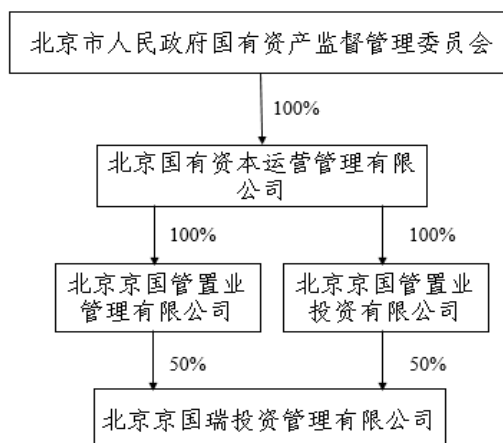 北京市人民政府国有资产监督管理委员会
100%
北京国有资本运营管理有限
公司
100%
100%
北京京国管置业
管理有限公司
北京京国管置业
投资有限公司
50%
50%
北京京国瑞投资管理有限公司